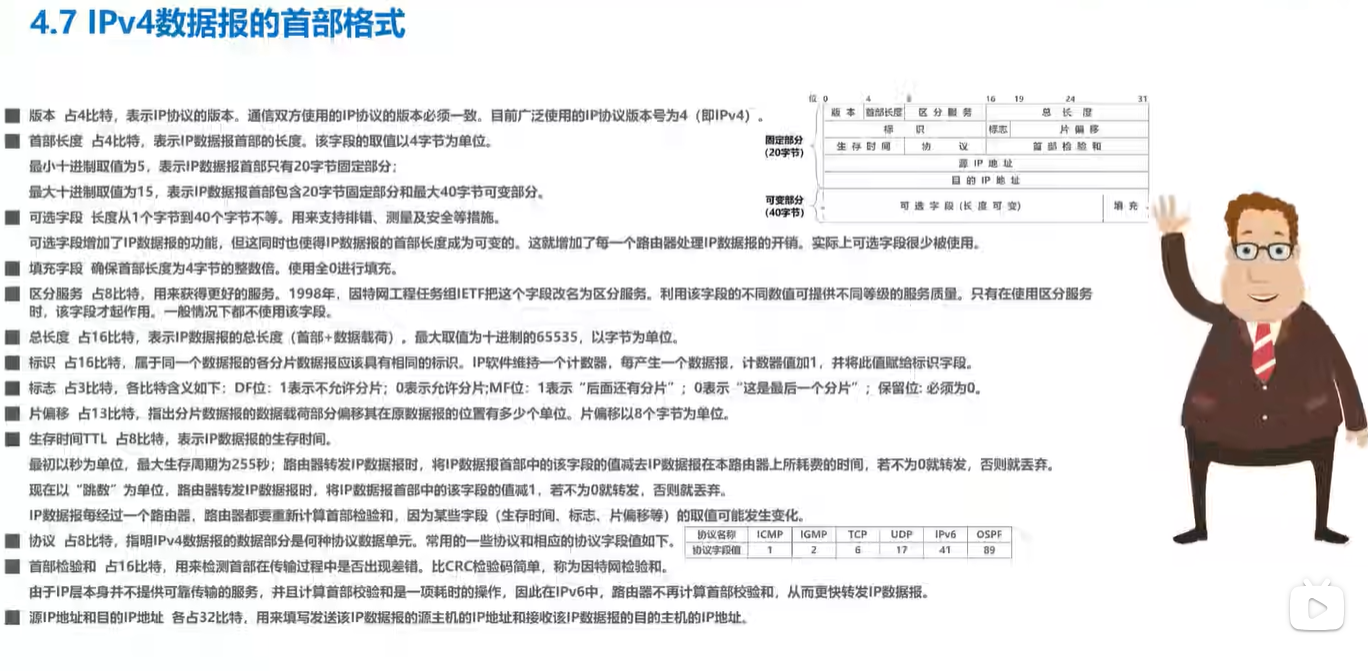 4.7 IPv4数据报的首部格式
位 0 4 8 16 19 24 31
版本 首部长度 区分服务 总长度
标识 标志 片偏移
生存时间 协议 首部检验和
源IP地址
目的IP地址
可选字段(长度可变) 填充
固定部分
(20字节)
可变部分
(40字节)
版本 占4比特，表示IP协议的版本。通信双方使用的IP协议的版本必须一致。目前广泛使用的IP协议版本号为4（即IPv4）。
首部长度 占4比特，表示IP数据报首部的长度。该字段的取值以4字节为单位。
最小十进制取值为5，表示IP数据报首部只有20字节固定部分；
最大十进制取值为15，表示IP数据报首部包含20字节固定部分和最大40字节可变部分。
可选字段 长度从1个字节到40个字节不等。用来支持排错、测量及安全等措施。
可选字段增加了IP数据报的功能，但这同时也使得IP数据报的首部长度成为可变的。这就增加了每一个路由器处理IP数据报的开销。实际上可选字段很少被使用。
填充字段 确保首部长度为4字节的整数倍。使用全0进行填充。
区分服务 占8比特，用来获得更好的服务。1998年，因特网工程任务组IETF把这个字段改名为区分服务。利用该字段的不同数值可提供不同等级的服务质量。只有在使用区分服务
时，该字段才起作用。一般情况下都不使用该字段。
总长度 占16比特，表示IP数据报的总长度（首部+数据载荷）。最大取值为十进制的65535，以字节为单位。
标识 占16比特，属于同一个数据报的各分片数据报应该具有相同的标识。IP软件维持一个计数器，每产生一个数据报，计数器值加1，并将此值赋给标识字段。
标志 占3比特，各比特含义如下：DF位：1表示不允许分片；0表示允许分片;MF位：1表示“后面还有分片”；0表示“这是最后一个分片”；保留位: 必须为0。
片偏移 占13比特，指出分片数据报的数据载荷部分偏移其在原数据报的位置有多少个单位。片偏移以8个字节为单位。
生存时间TTL 占8比特，表示IP数据报的生存时间。
最初以秒为单位，最大生存周期为255秒；路由器转发IP数据报时，将IP数据报首部中的该字段的值减去IP数据报在本路由器上所耗费的时间，若不为0就转发，否则就丢弃。
现在以“跳数”为单位，路由器转发IP数据报时，将IP数据报首部中的该字段的值减1，若不为0就转发，否则就丢弃。
IP数据报每经过一个路由器，路由器都要重新计算首部检验和，因为某些字段（生存时间、标志、片偏移等）的取值可能发生变化。
协议 占8比特，指明IPv4数据报的数据部分是何种协议数据单元。常用的一些协议和相应的协议字段值如下。
协议名称 ICMP IGMP TCP UDP IPv6 OSPF
协议字段值 1 2 6 17 41 89
首部检验和 占16比特，用来检测首部在传输过程中是否出现差错。比CRC检验码简单，称为因特网检验和。
由于IP层本身并不提供可靠传输的服务，并且计算首部校验和是一项耗时的操作，因此在IPv6中，路由器不再计算首部校验和，从而更快转发IP数据报。
源IP地址和目的IP地址 各占32比特，用来填写发送该IP数据报的源主机的IP地址和接收该IP数据报的目的主机的IP地址。